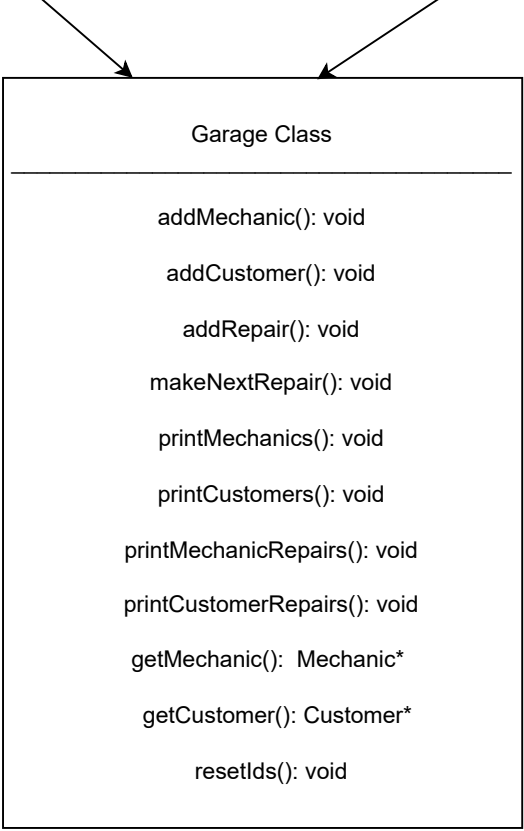 Garage Class
addMechanic(): void
addCustomer(): void
addRepair(): void
makeNextRepair(): void
printMechanics(): void
printCustomers(): void
printMechanicRepairs(): void
printCustomerRepairs(): void
getMechanic():  Mechanic*
getCustomer(): Customer*
resetIds(): void